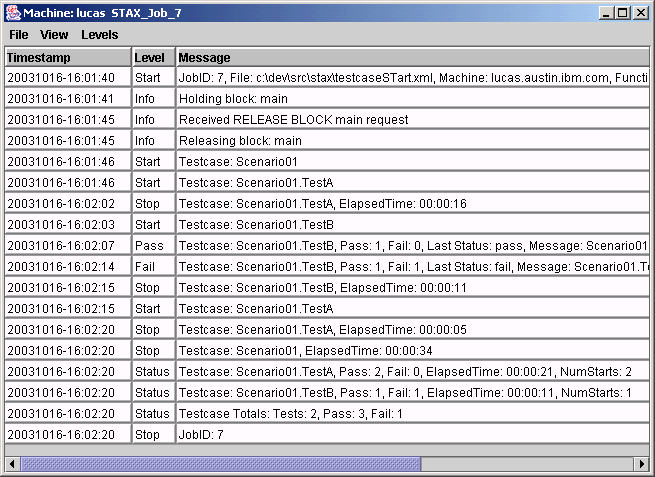 Machine: lucas STAX_Job_7
File View Levels
Timestamp Level Message
20031016-16:01:40 Start JobID: 7, File: c:\dev\src\stax\testcaseSTart.xml, Machine: lucas.austin.ibm.com, Functi
20031016-16:01:41 Info Holding block: main
20031016-16:01:45 Info Received RELEASE BLOCK main request
20031016-16:01:45 Info Releasing block: main
20031016-16:01:46 Start Testcase: Scenario01
20031016-16:01:46 Start Testcase: Scenario01.TestA
20031016-16:02:02 Stop Testcase: Scenario01.TestA, ElapsedTime: 00:00:16
20031016-16:02:03 Start Testcase: Scenario01.TestB
20031016-16:02:07 Pass Testcase: Scenario01.TestB, Pass: 1, Fail: 0, Last Status: pass, Message: Scenario01
20031016-16:02:14 Fail Testcase: Scenario01.TestB, Pass: 1, Fail: 1, Last Status: fail, Message: Scenario01.Te
20031016-16:02:15 Stop Testcase: Scenario01.TestB, ElapsedTime: 00:00:11
20031016-16:02:15 Start Testcase: Scenario01.TestA
20031016-16:02:20 Stop Testcase: Scenario01.TestA, ElapsedTime: 00:00:05
20031016-16:02:20 Stop Testcase: Scenario01, ElapsedTime: 00:00:34
20031016-16:02:20 Status Testcase: Scenario01.TestA, Pass: 2, Fail: 0, ElapsedTime: 00:00:21, NumStarts: 2
20031016-16:02:20 Status Testcase: Scenario01.TestB, Pass: 1, Fail: 1, ElapsedTime: 00:00:11, NumStarts: 1
20031016-16:02:20 Status Testcase Totals: Tests: 2, Pass: 3, Fail: 1
20031016-16:02:20 Stop JobID: 7